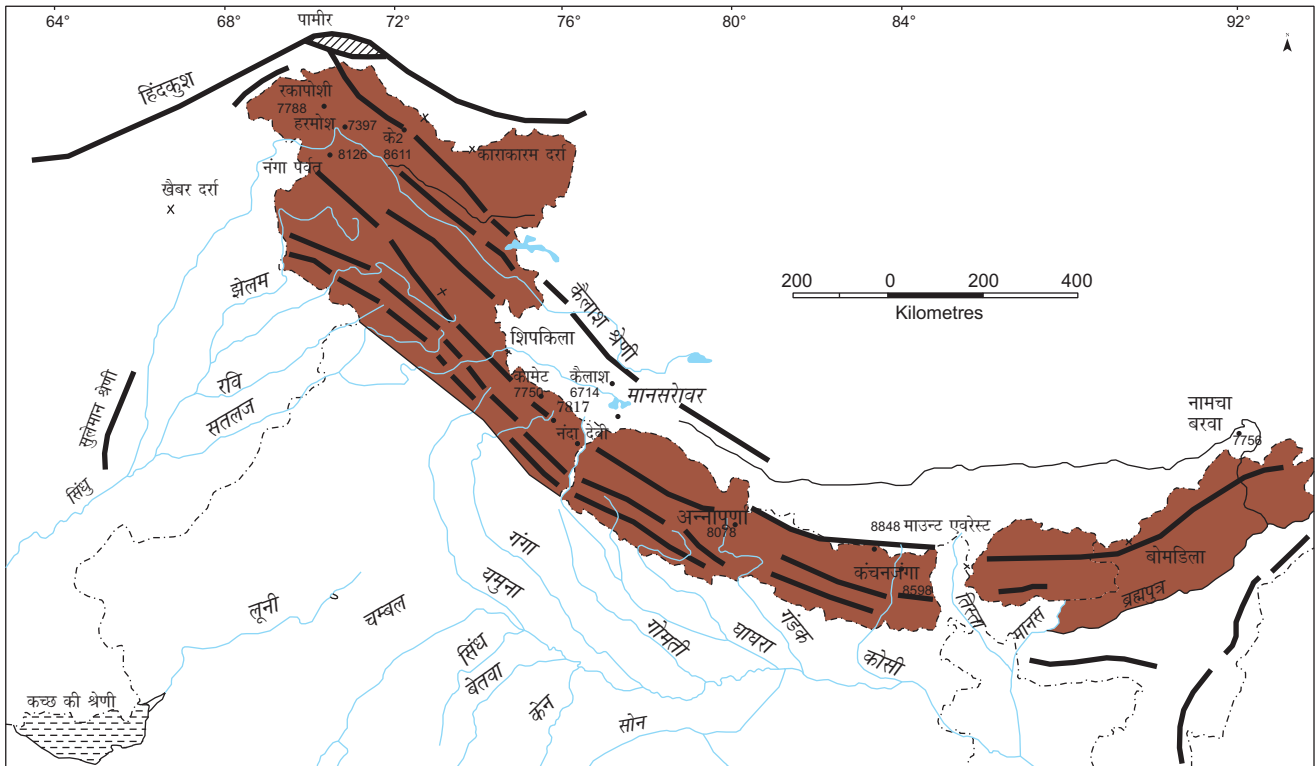 64° 68° 72° 76° 80° 84° 92°
पामीर
N
हिंदकुश
रकापोशी
7788
हरमोश
7397
के2
8611
8126
नंगा पर्वत
काराकारम दर्रा
खैबर दर्रा
झेलम
कैलाश श्रेणी
200 0 200 400
Kilometres
शिपकिला
रवि
सतलज
सुलेमान श्रेणी
सिंधु
कामेट
7750
7817
नंदा देवी
कैलाश
6714
मानसरोवर
नामचा
बरवा
7756
अन्नापूर्णा
8078
8848 माउन्ट एवरेस्ट
कंचनजंगा
8598
बोमडिला
ब्रह्मपुत्र
तिस्ता
मानस
गंगा
यमुना
गोमती
घाघरा
गंडक
कोसी
लूनी
चम्बल
सिंध
बेतवा
केन
सोन
कच्छ की श्रेणी